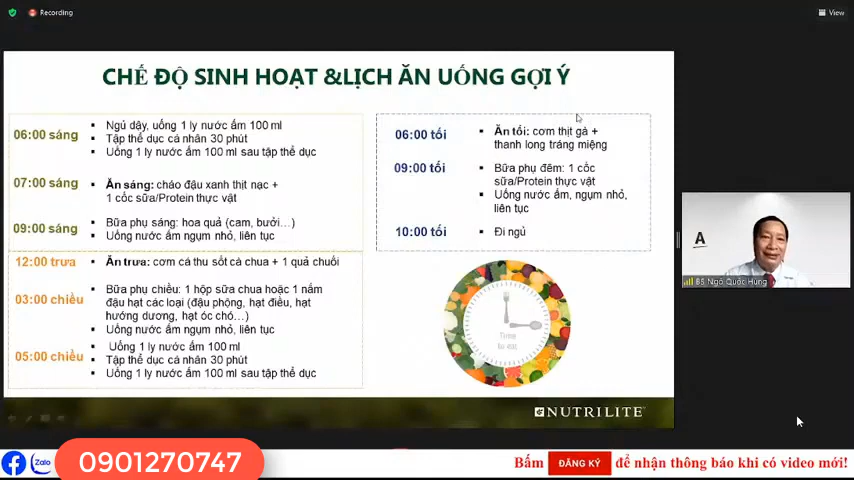 Recording
View
CHẾ ĐỘ SINH HOẠT &LỊCH ĂN UỐNG GỢI Ý
06:00 sáng
Ngủ dậy, uống 1 ly nước ấm 100 ml
Tập thể dục cá nhân 30 phút
Uống 1 ly nước ấm 100 ml sau tập thể dục
07:00 sáng
Ăn sáng: cháo đậu xanh thịt nạc +
1 cốc sữa/Protein thực vật
09:00 sáng
Bữa phụ sáng: hoa quả (cam, bưởi…)
Uống nước ấm ngụm nhỏ, liên tục
12:00 trưa
Ăn trưa: cơm cá thu sốt cà chua + 1 quả chuối
03:00 chiều
Bữa phụ chiều: 1 hộp sữa chua hoặc 1 nắm
đậu hạt các loại (đậu phộng, hạt điều, hạt
hướng dương, hạt óc chó…)
Uống nước ấm ngụm nhỏ, liên tục
05:00 chiều
Uống 1 ly nước ấm 100 ml
Tập thể dục cá nhân 30 phút
Uống 1 ly nước ấm 100 ml sau tập thể dục
06:00 tối
Ăn tối: cơm thịt gà +
thanh long tráng miệng
09:00 tối
Bữa phụ đêm: 1 cốc
sữa/Protein thực vật
Uống nước ấm, ngụm nhỏ,
liên tục
10:00 tối
Đi ngủ
Time
to eat
NUTRILITE
A
BS Ngô Quốc Hùng
Zalo
0901270747
Bấm ĐĂNG KÝ để nhận thông báo khi có video mới!